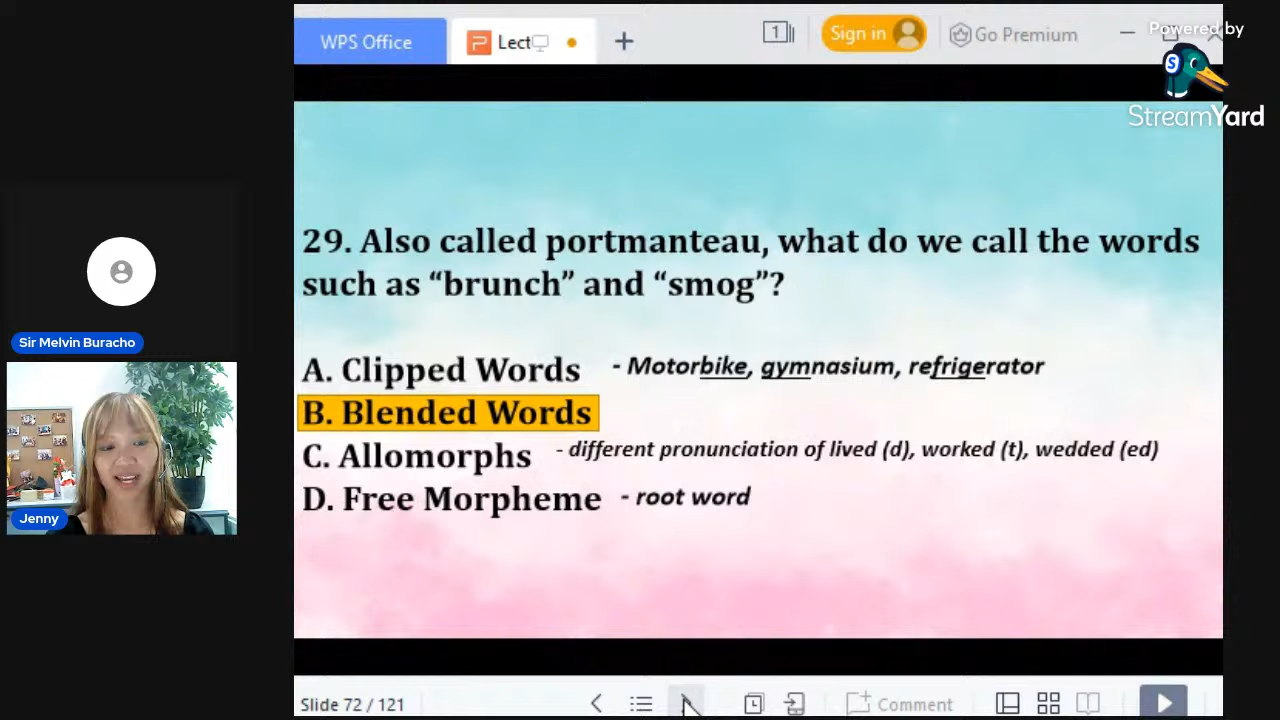 WPS Office
Lect
1
Sign in
Go Premium
Powered by
S
StreamYard
29. Also called portmanteau, what do we call the words
such as “brunch” and “smog”?
A. Clipped Words - Motorbike, gymnasium, refrigerator
B. Blended Words
C. Allomorphs - different pronunciation of lived (d), worked (t), wedded (ed)
D. Free Morpheme - root word
Sir Melvin Buracho
Jenny
Slide 72 / 121
Comment